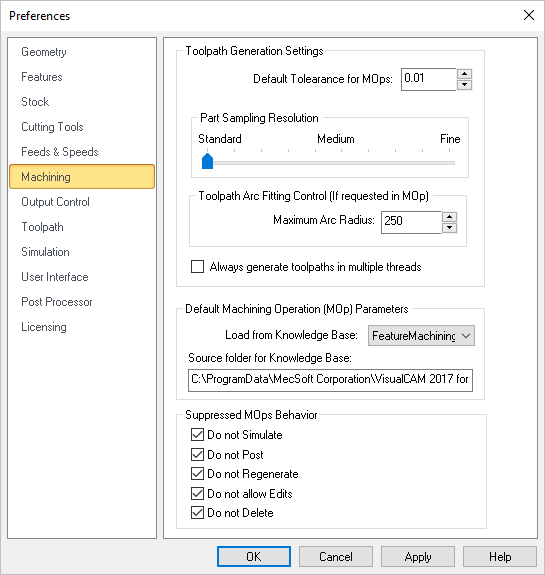 Preferences
Geometry
Features
Stock
Cutting Tools
Feeds & Speeds
Machining
Output Control
Toolpath
Simulation
User Interface
Post Processor
Licensing
Toolpath Generation Settings
Default Tolearance for MOps: 0.01
Part Sampling Resolution
Standard Medium Fine
Toolpath Arc Fitting Control (If requested in MOp)
Maximum Arc Radius: 250
Always generate toolpaths in multiple threads
Default Machining Operation (MOp) Parameters
Load from Knowledge Base: FeatureMachining
Source folder for Knowledge Base:
C:\ProgramData\MecSoft Corporation\VisualCAM 2017 for
Suppressed MOps Behavior
Do not Simulate
Do not Post
Do not Regenerate
Do not allow Edits
Do not Delete
OK Cancel Apply Help